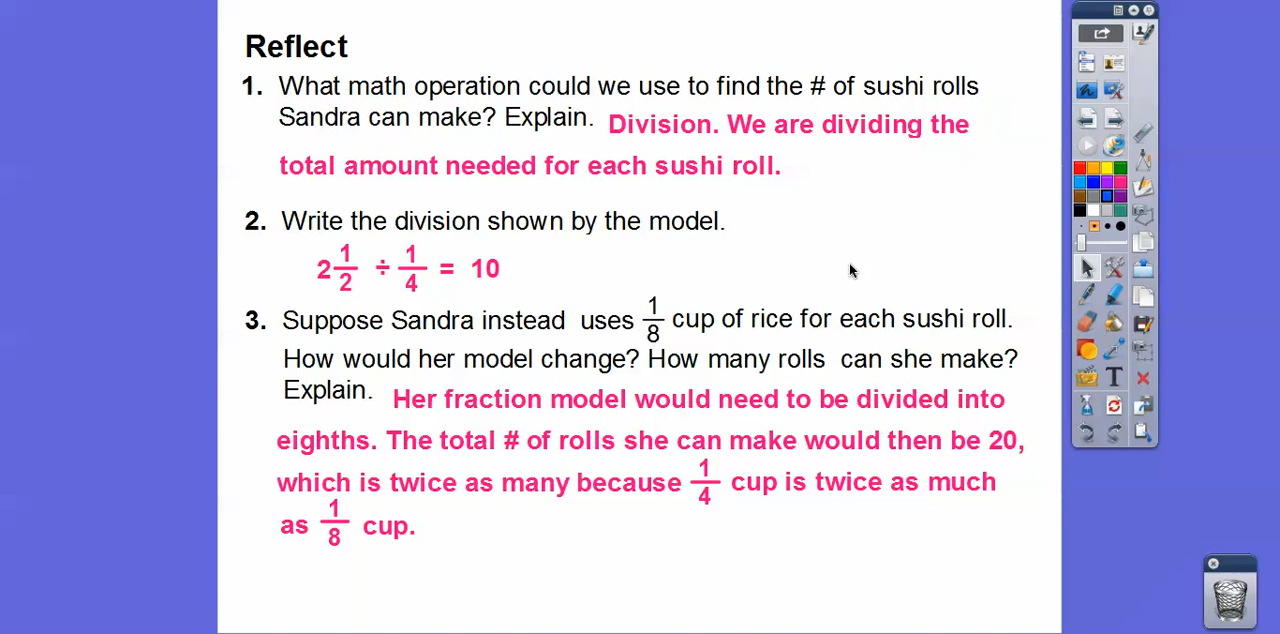 Reflect
1. What math operation could we use to find the # of sushi rolls
Sandra can make? Explain. Division. We are dividing the
total amount needed for each sushi roll.
2. Write the division shown by the model.
2 1/2 ÷ 1/4 = 10
3. Suppose Sandra instead uses 1/8 cup of rice for each sushi roll.
How would her model change? How many rolls can she make?
Explain. Her fraction model would need to be divided into
eighths. The total # of rolls she can make would then be 20,
which is twice as many because 1/4 cup is twice as much
as 1/8 cup.